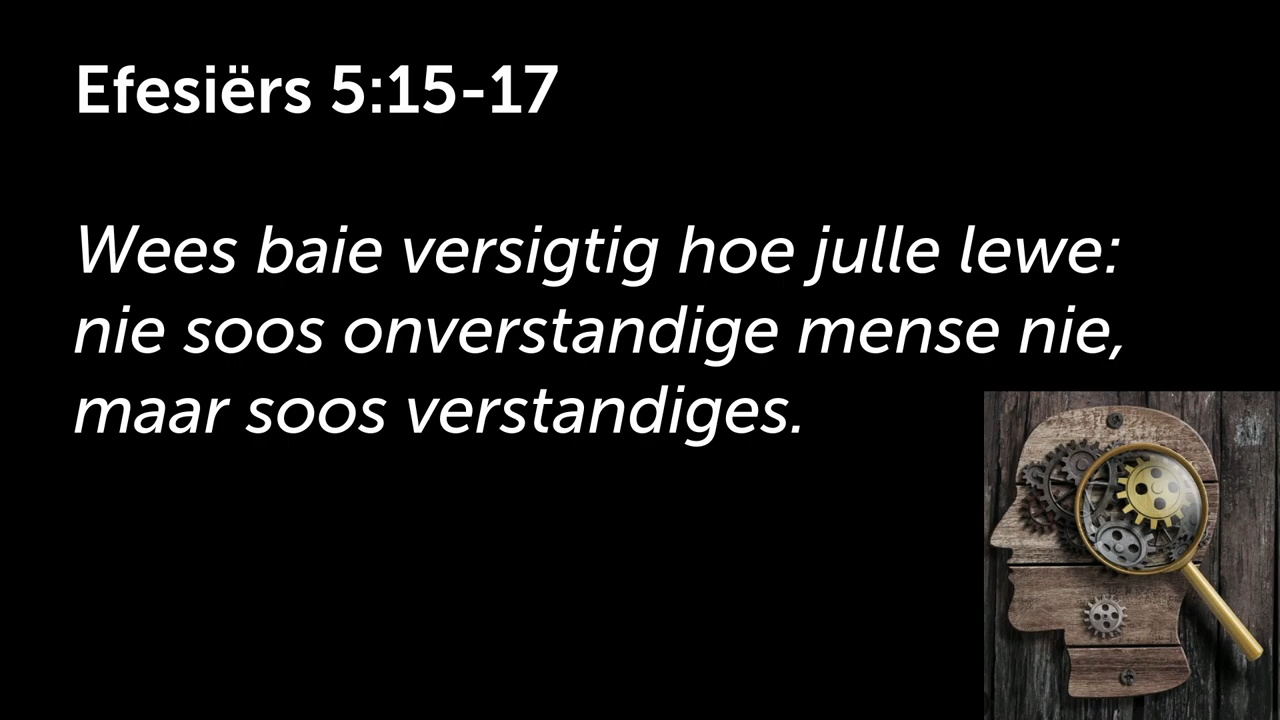 Efesiërs 5:15-17
Wees baie versigtig hoe julle lewe:
nie soos onverstandige mense nie,
maar soos verstandiges.